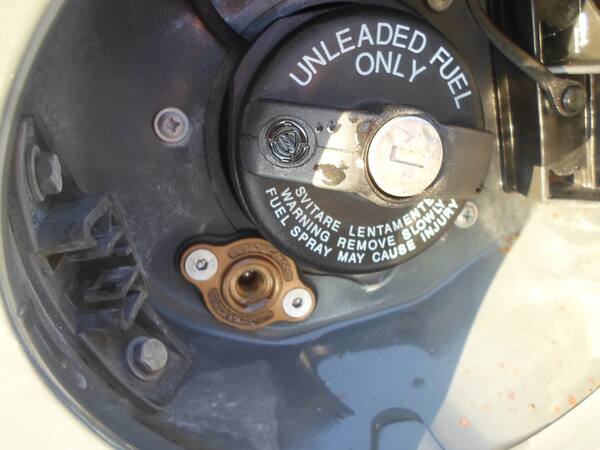 UNLEADED FUEL
ONLY
SVITARE LENTAMENTE
WARNING REMOVE SLOWLY
FUEL SPRAY MAY CAUSE INJURY